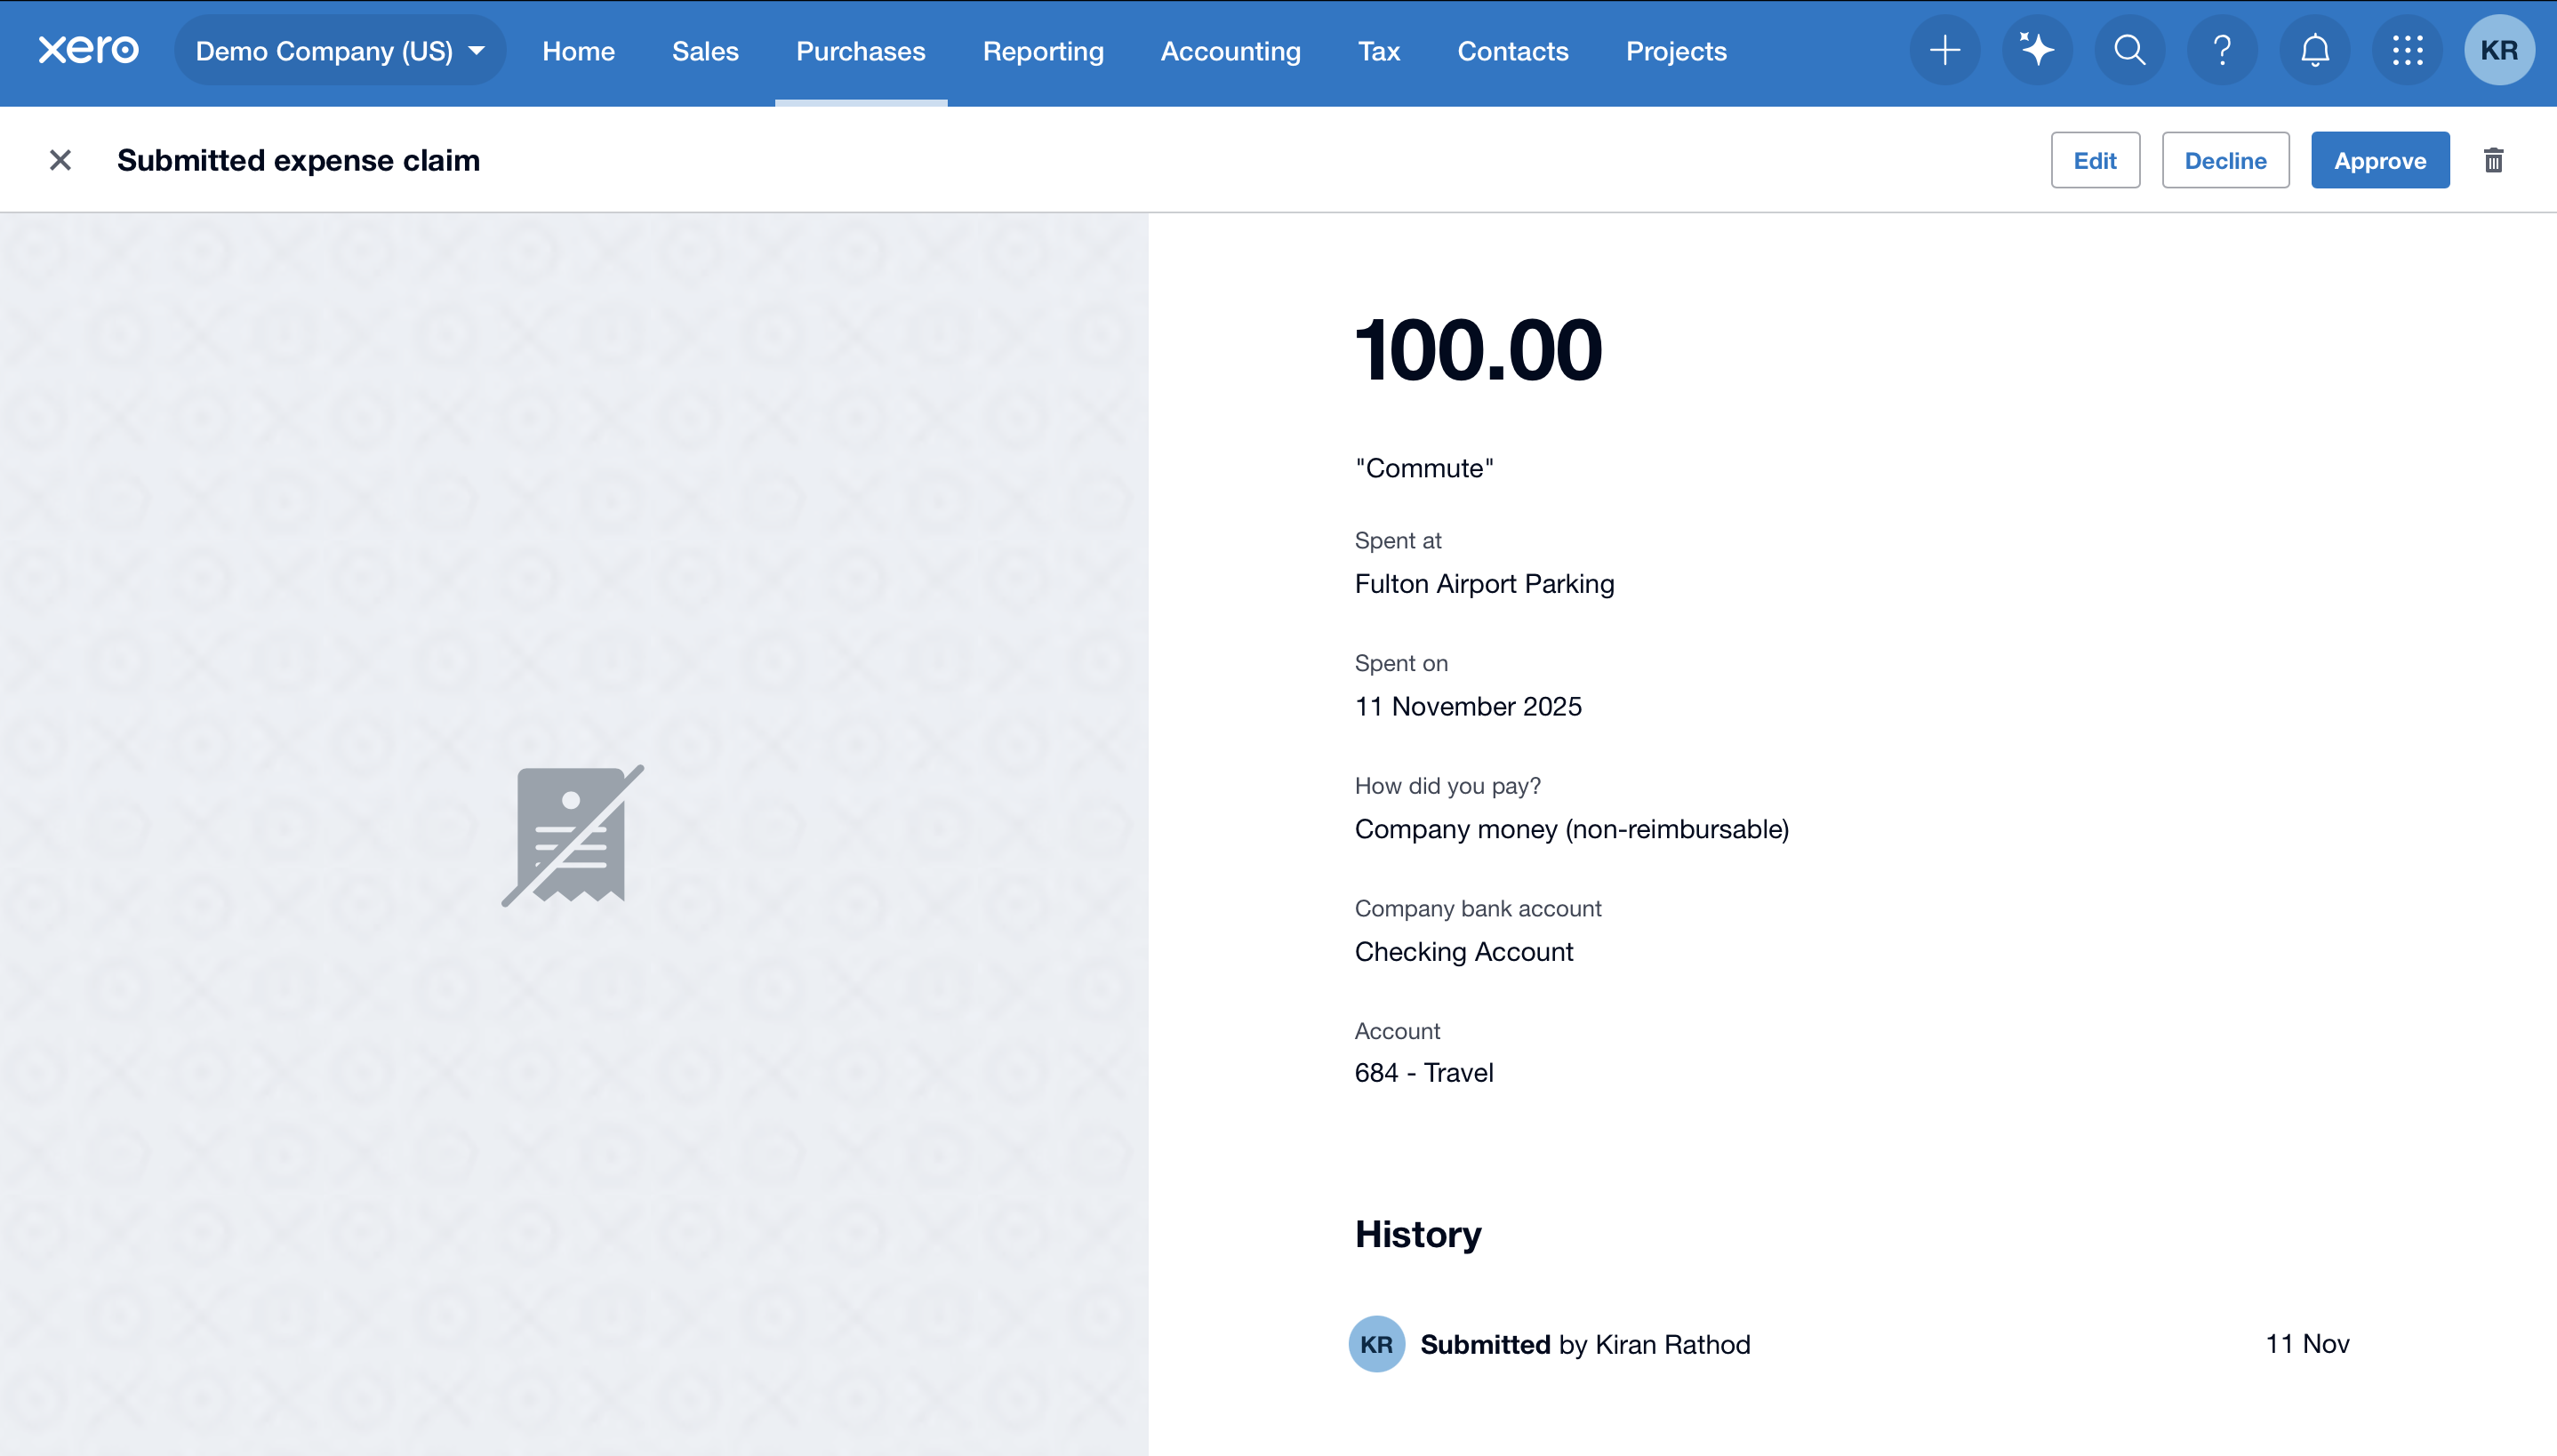 xero Demo Company (US) Home Sales Purchases Reporting Accounting Tax Contacts Projects ? KR
Submitted expense claim Edit Decline Approve
100.00
"Commute"
Spent at
Fulton Airport Parking
Spent on
11 November 2025
How did you pay?
Company money (non-reimbursable)
Company bank account
Checking Account
Account
684 - Travel
History
KR Submitted by Kiran Rathod 11 Nov